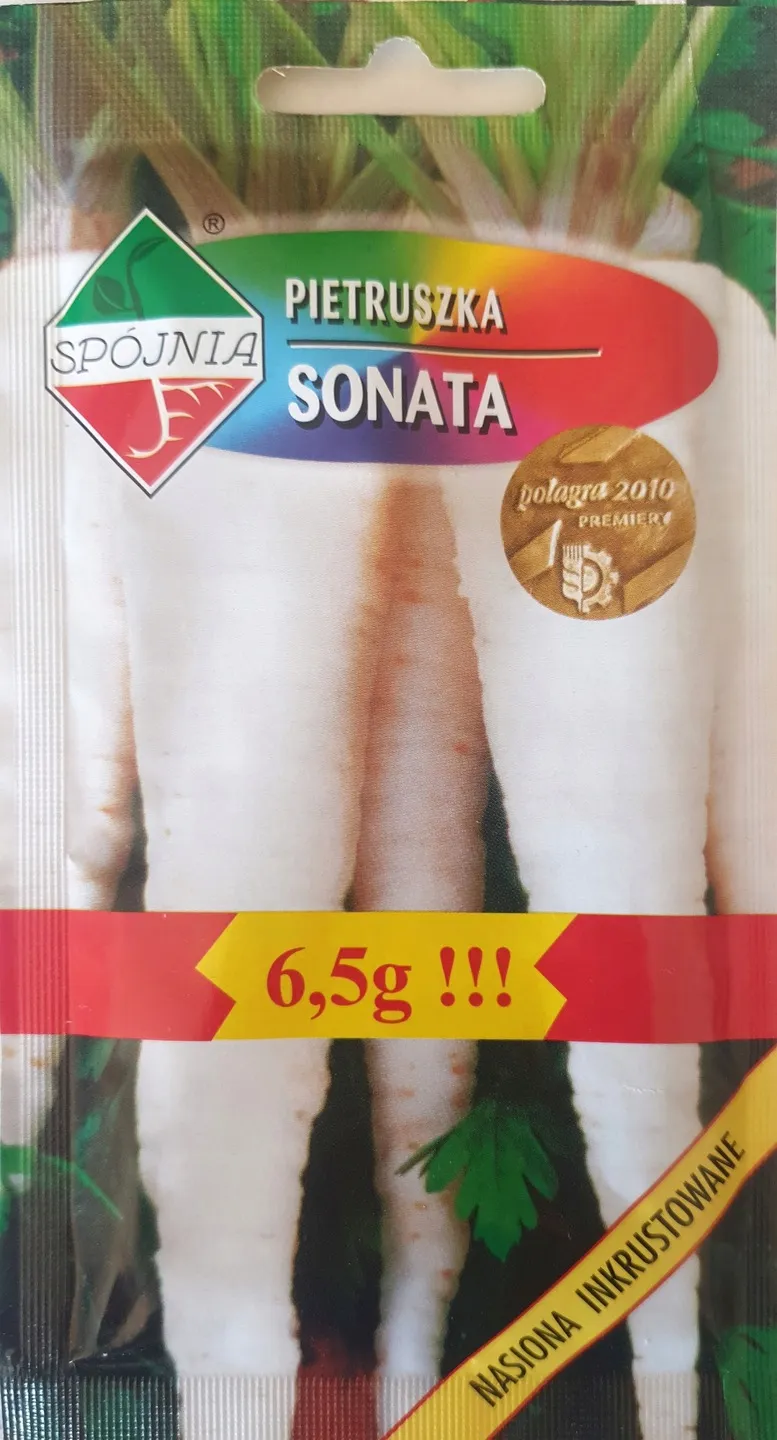 ®
SPÓJNIA
PIETRUSZKA
SONATA
polagra 2010
PREMIERY
6,5g !!!
NASIONA INKRUSTOWANE